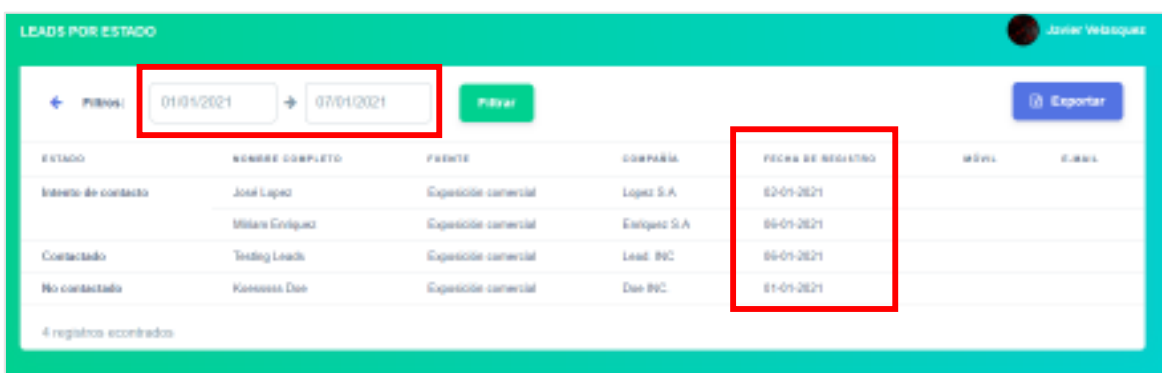 LEADS POR ESTADO
Javier Velasquez
Filtros: 01/01/2021 → 07/01/2021 Filtrar Exportar
ESTADO NOMBRE COMPLETO FUENTE COMPAÑÍA FECHA DE REGISTRO MÓVIL E-MAIL
Intento de contacto José Lopez Exposición comercial Lopez S.A 02-01-2021
Miriam Enriquez Exposición comercial Enriquez S.A 06-01-2021
Contactado Testing Leads Exposición comercial Lead INC 06-01-2021
No contactado Doe Exposición comercial Doe INC 01-01-2021
4 registros econtrados